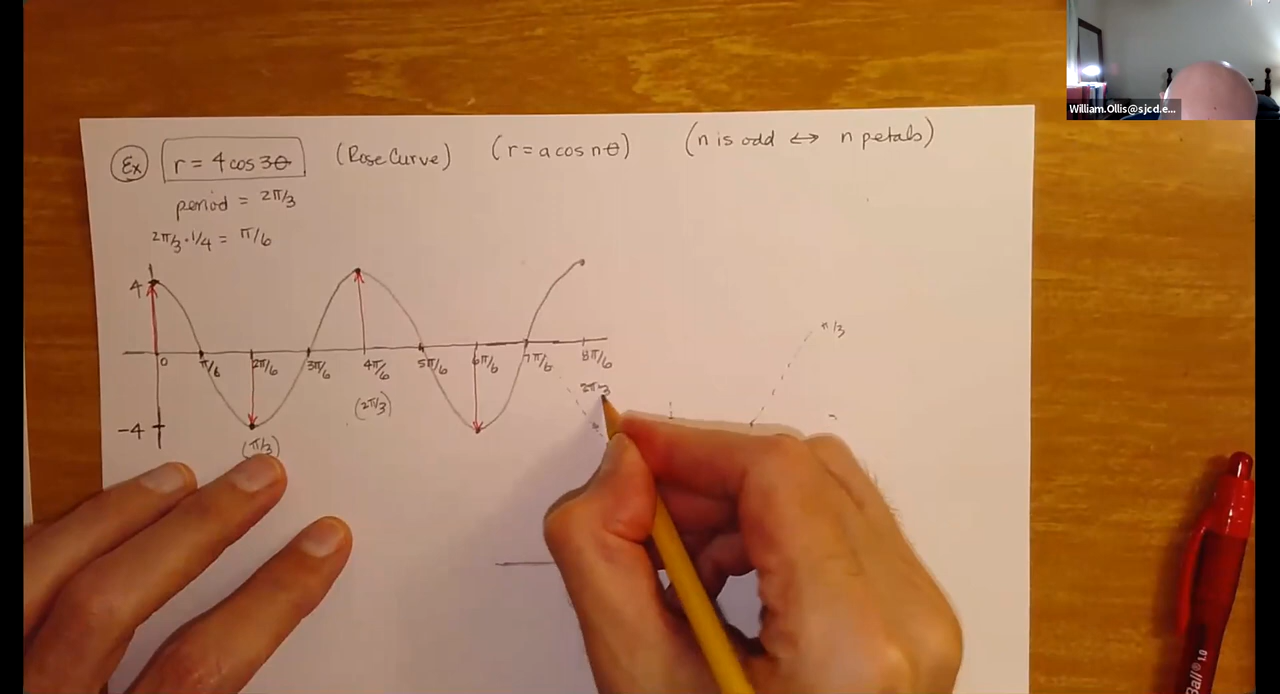 William.Ollis@sjcd.e...
Ex r = 4 cos 3θ (Rose Curve) (r = a cos nθ) (n is odd ↔ n petals)
period = 2π/3
2π/3 · 1/4 = π/6
4
0 π/6 2π/6 3π/6 4π/6 5π/6 6π/6 7π/6 8π/6
(2π/3)
-4
(π/3)
π/3
1.0